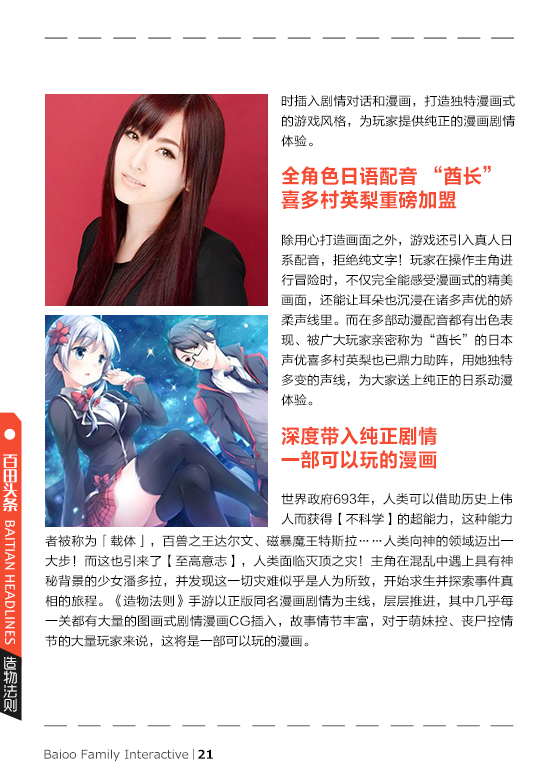 时插入剧情对话和漫画，打造独特漫画式
的游戏风格，为玩家提供纯正的漫画剧情
体验。
全角色日语配音 “酋长”
喜多村英梨重磅加盟
除用心打造画面之外，游戏还引入真人日
系配音，拒绝纯文字！玩家在操作主角进
行冒险时，不仅完全能感受漫画式的精美
画面，还能让耳朵也沉浸在诸多声优的娇
柔声线里。而在多部动漫配音都有出色表
现、被广大玩家亲密称为“酋长”的日本
声优喜多村英梨也已鼎力助阵，用她独特
多变的声线，为大家送上纯正的日系动漫
体验。
深度带入纯正剧情
一部可以玩的漫画
世界政府693年，人类可以借助历史上伟
人而获得【不科学】的超能力，这种能力
者被称为「载体」，百兽之王达尔文、磁暴魔王特斯拉……人类向神的领域迈出一
大步！而这也引来了【至高意志】，人类面临灭顶之灾！主角在混乱中遇上具有神
秘背景的少女潘多拉，并发现这一切灾难似乎是人为所致，开始求生并探索事件真
相的旅程。《造物法则》手游以正版同名漫画剧情为主线，层层推进，其中几乎每
一关都有大量的图画式剧情漫画CG插入，故事情节丰富，对于萌妹控、丧尸控情
节的大量玩家来说，这将是一部可以玩的漫画。
百田头条 BAITIAN HEADLINES
造物法则
Baioo Family Interactive | 21